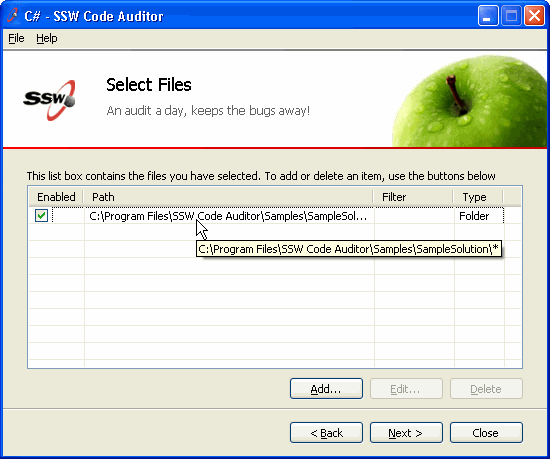 C# - SSW Code Auditor
File Help
SSW
Select Files
An audit a day, keeps the bugs away!
This list box contains the files you have selected. To add or delete an item, use the buttons below
Enabled Path Filter Type
C:\Program Files\SSW Code Auditor\Samples\SampleSol... Folder
C:\Program Files\SSW Code Auditor\Samples\SampleSolution\*
Add... Edit... Delete
< Back Next > Close